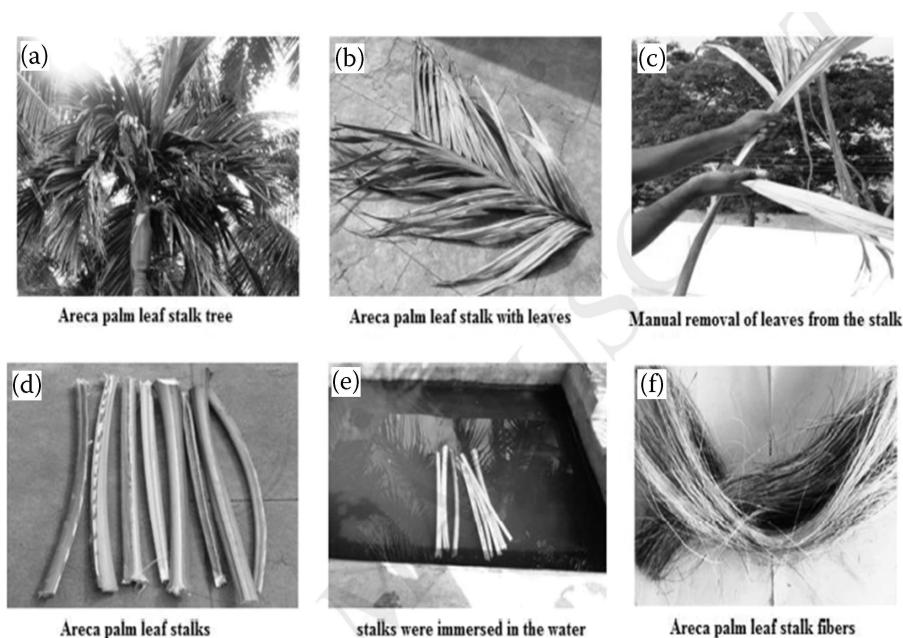 (a)
(b)
(c)
Areca palm leaf stalk tree
Areca palm leaf stalk with leaves
Manual removal of leaves from the stalk
(d)
(e)
(f)
Areca palm leaf stalks
stalks were immersed in the water
Areca palm leaf stalk fibers